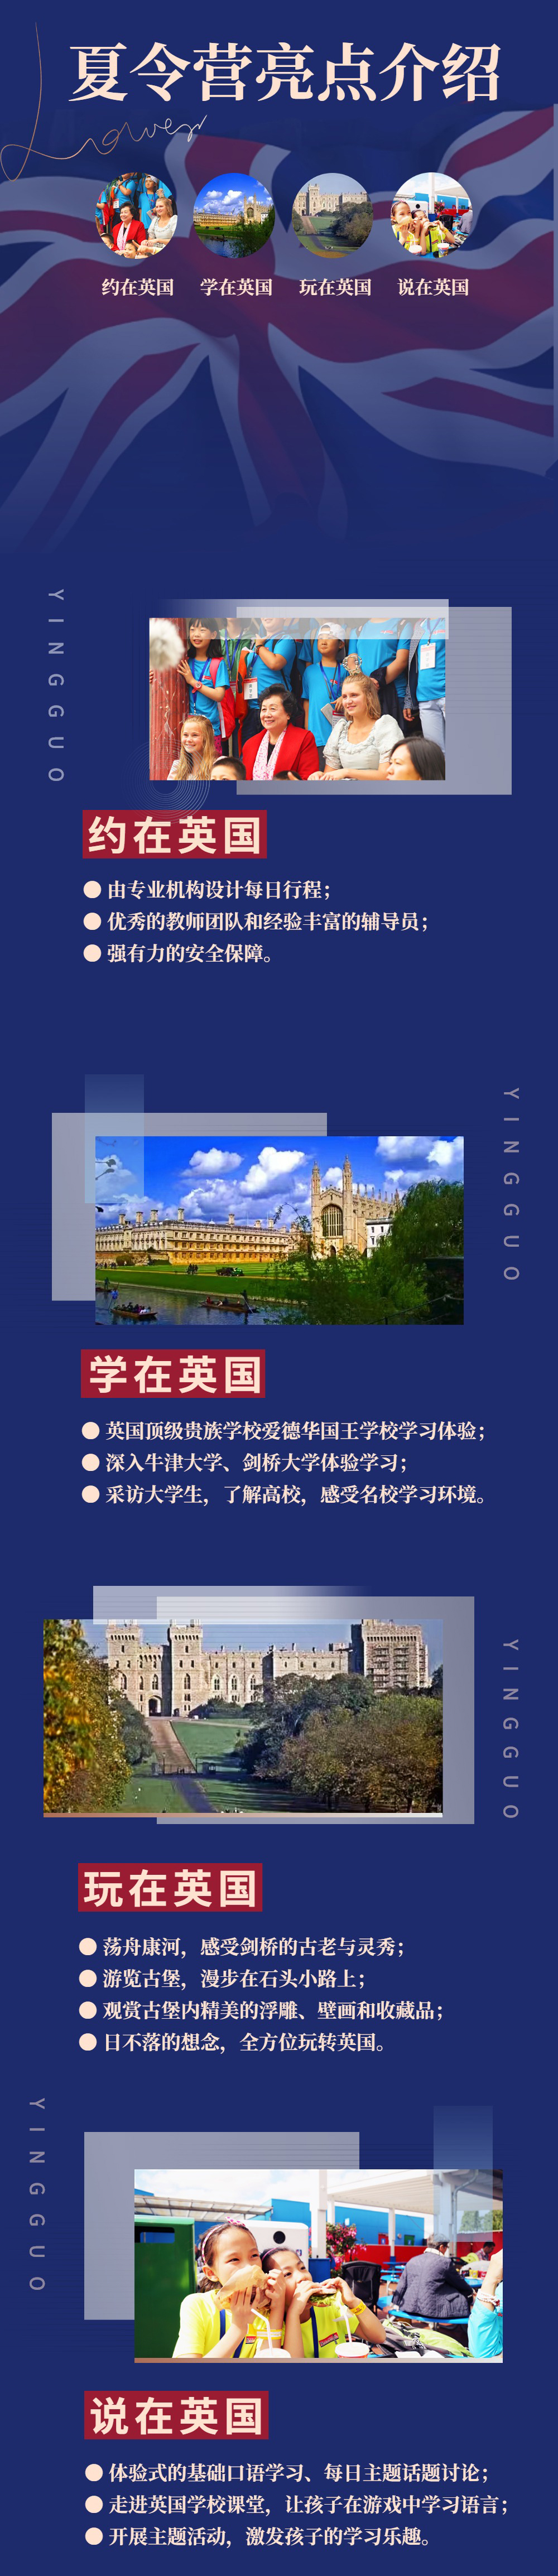 夏令营亮点介绍
约在英国 学在英国 玩在英国 说在英国
YINGGUO
约在英国
● 由专业机构设计每日行程；
● 优秀的教师团队和经验丰富的辅导员；
● 强有力的安全保障。
YINGGUO
学在英国
● 英国顶级贵族学校爱德华国王学校学习体验；
● 深入牛津大学、剑桥大学体验学习；
● 采访大学生，了解高校，感受名校学习环境。
YINGGUO
玩在英国
● 荡舟康河，感受剑桥的古老与灵秀；
● 游览古堡，漫步在石头小路上；
● 观赏古堡内精美的浮雕、壁画和收藏品；
● 日不落的想念，全方位玩转英国。
YINGGUO
说在英国
● 体验式的基础口语学习、每日主题话题讨论；
● 走进英国学校课堂，让孩子在游戏中学习语言；
● 开展主题活动，激发孩子的学习乐趣。